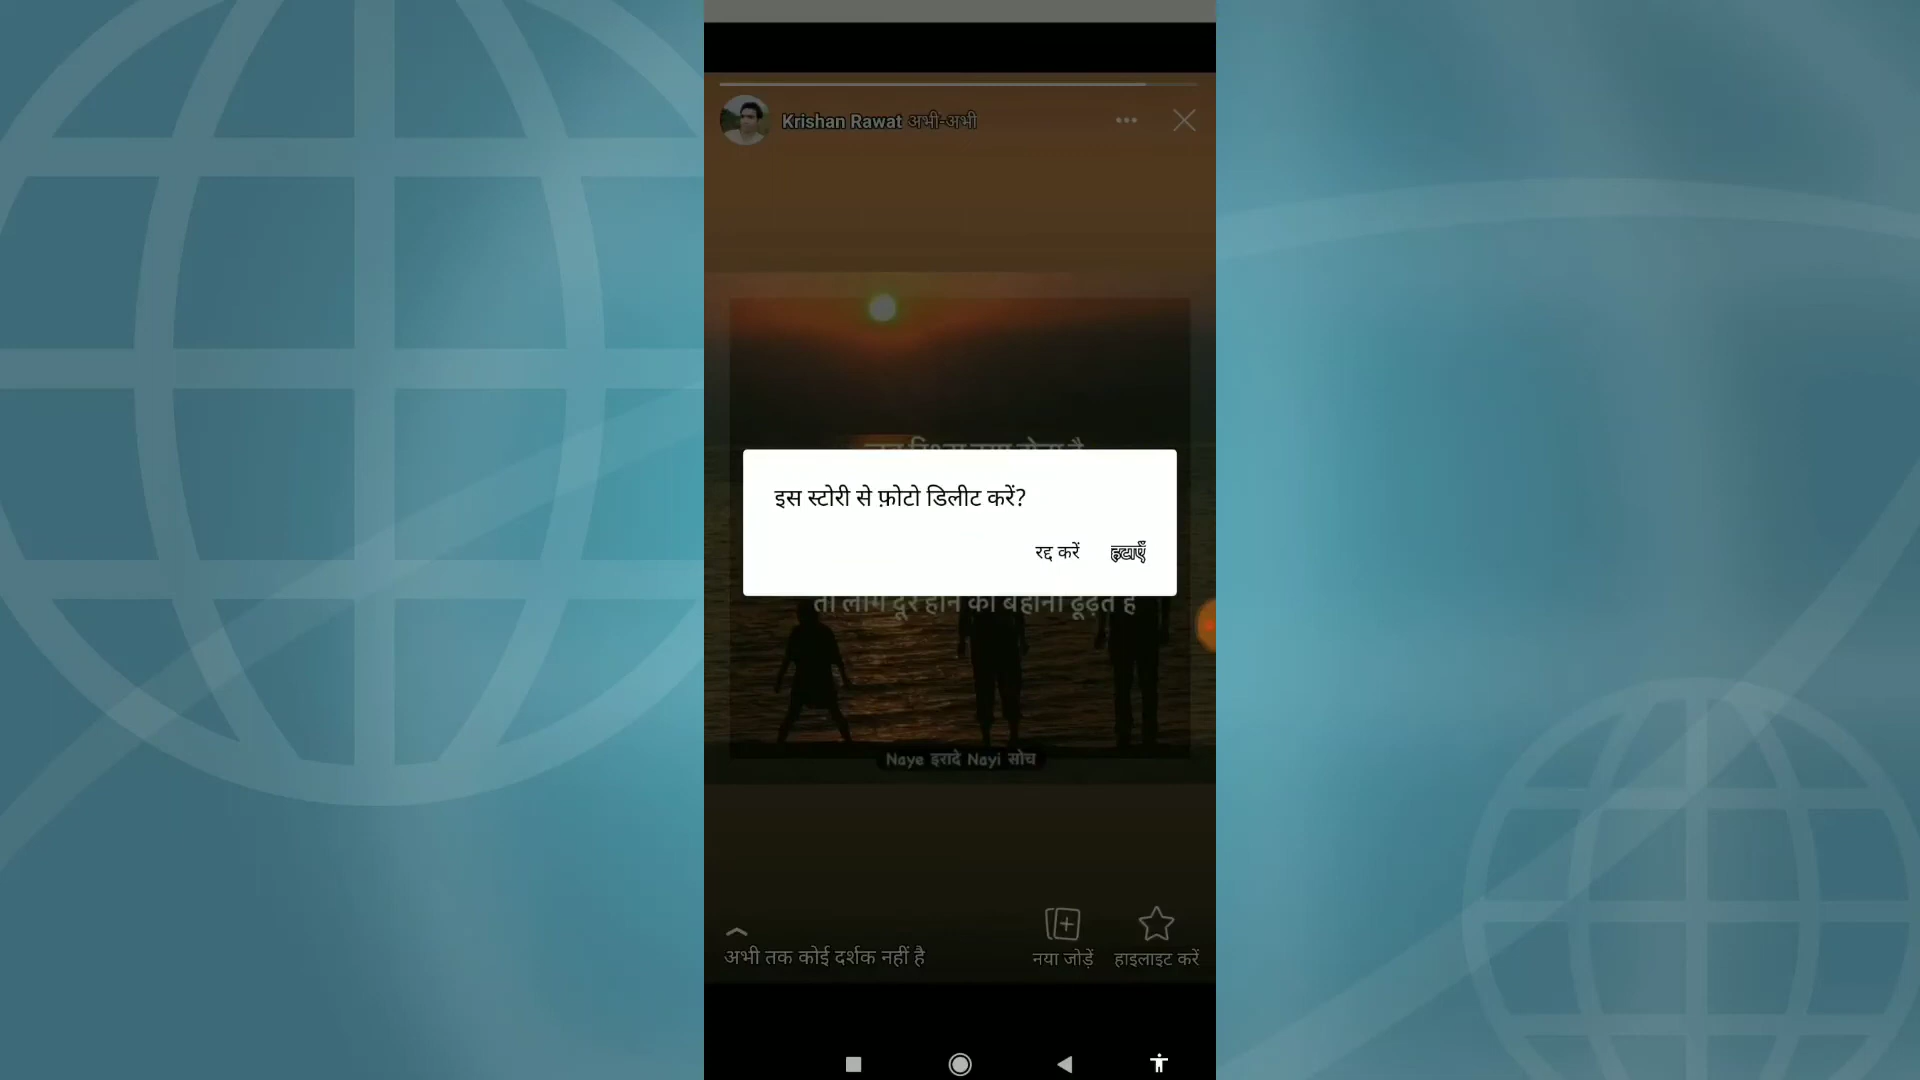 Krishan Rawat अभी-अभी
इस स्टोरी से फ़ोटो डिलीट करें?
रद्द करें हटाएँ
तो लोग दूर होने का बहाना ढूढ़ते है
Naye इरादे Nayi सोच
अभी तक कोई दर्शक नहीं है
नया जोड़ें
हाइलाइट करें